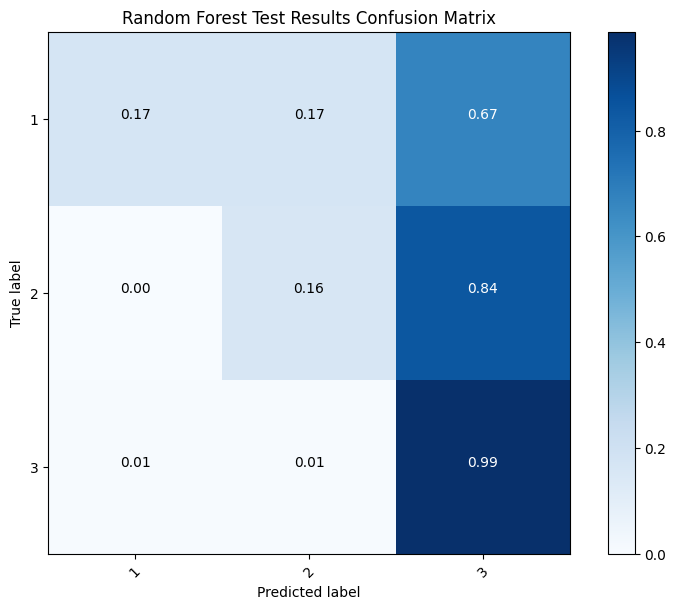 Random Forest Test Results Confusion Matrix
1 0.17 0.17 0.67
2 0.00 0.16 0.84
3 0.01 0.01 0.99
1 2 3
True label
Predicted label
0.8
0.6
0.4
0.2
0.0